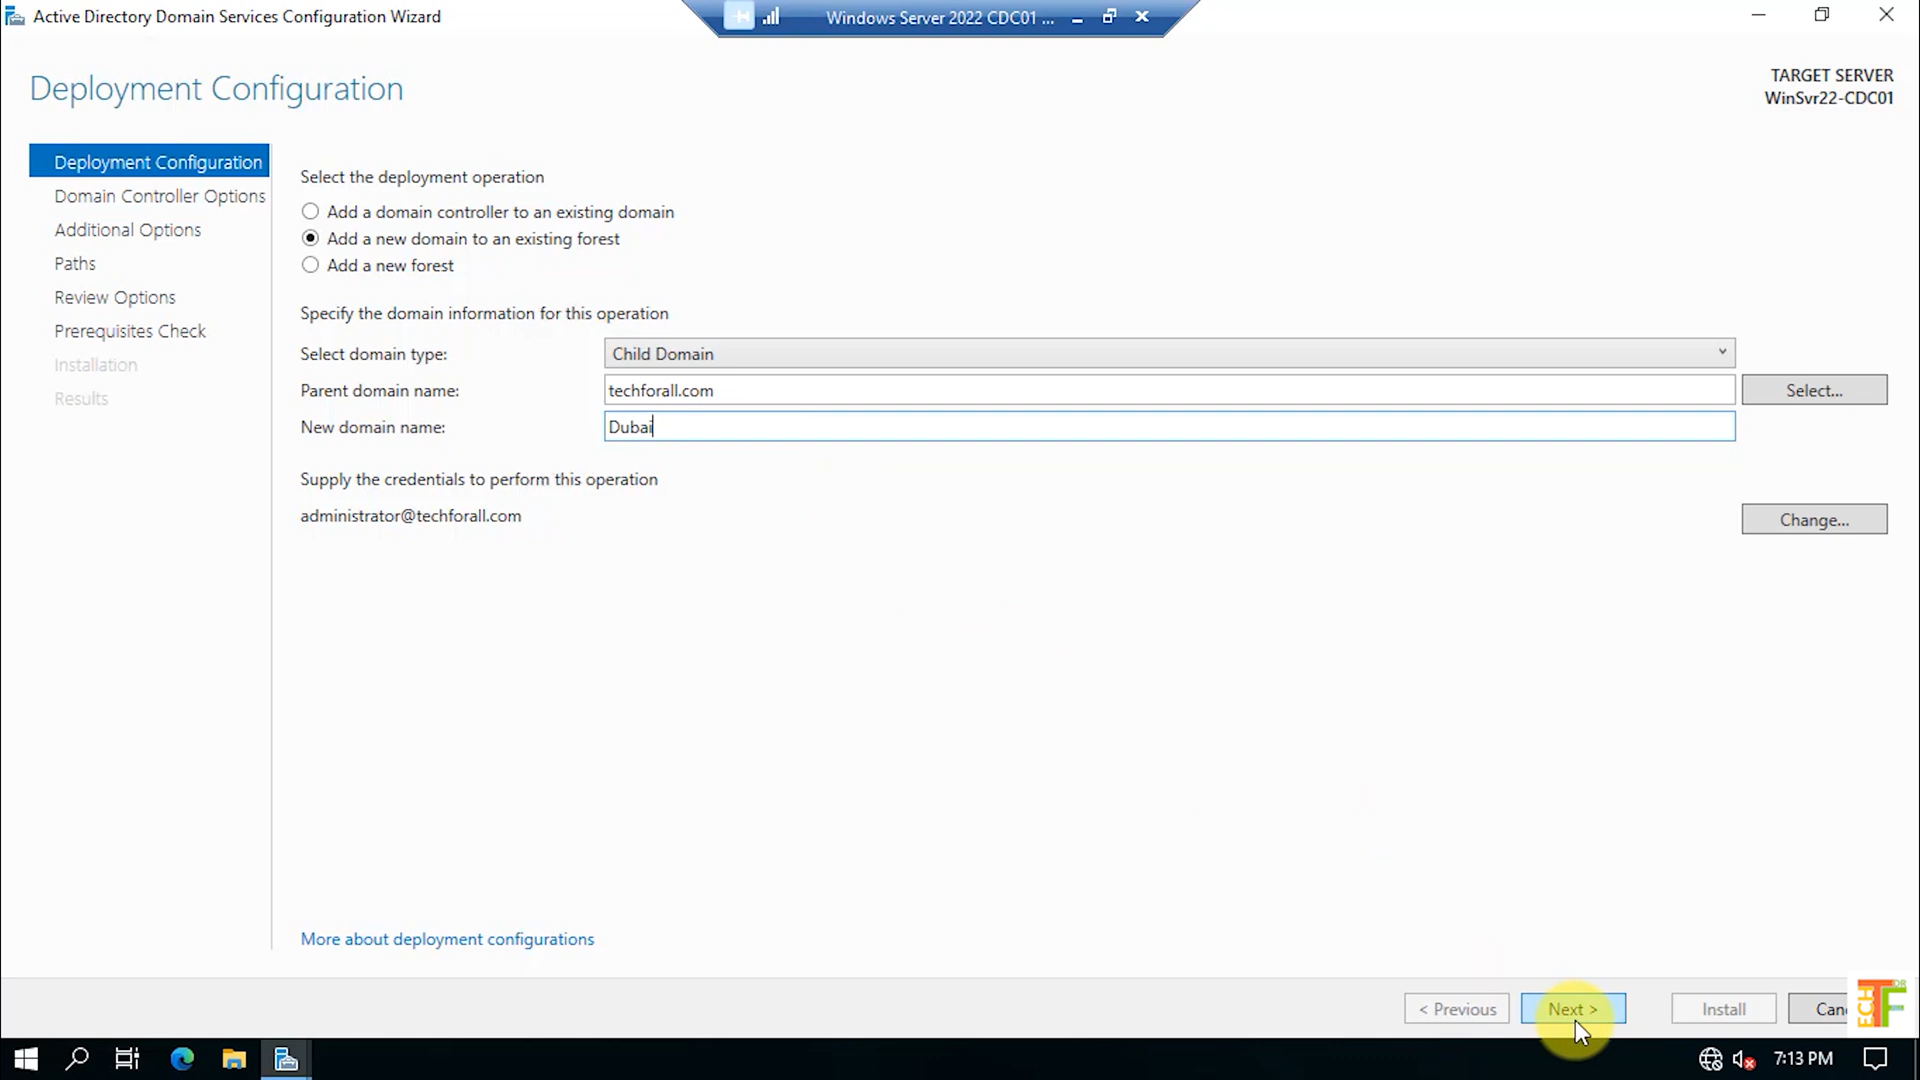 Active Directory Domain Services Configuration Wizard
Windows Server 2022 CDC01 ...
Deployment Configuration
TARGET SERVER
WinSvr22-CDC01
Deployment Configuration
Domain Controller Options
Additional Options
Paths
Review Options
Prerequisites Check
Installation
Results
Select the deployment operation
Add a domain controller to an existing domain
Add a new domain to an existing forest
Add a new forest
Specify the domain information for this operation
Select domain type:
Child Domain
Parent domain name:
techforall.com
Select...
New domain name:
Dubai
Supply the credentials to perform this operation
administrator@techforall.com
Change...
More about deployment configurations
< Previous
Next >
Install
Canc
ECH TF OR
7:13 PM